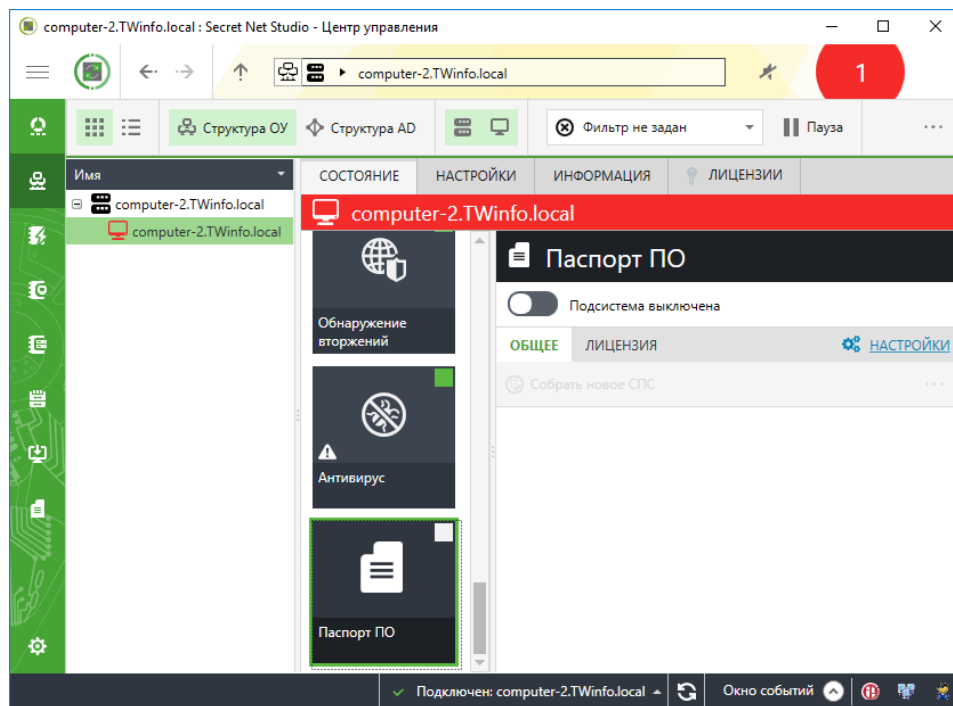 computer-2.TWinfo.local : Secret Net Studio - Центр управления
computer-2.TWinfo.local
1
Структура ОУ
Структура AD
Фильтр не задан
Пауза
Имя
СОСТОЯНИЕ
НАСТРОЙКИ
ИНФОРМАЦИЯ
ЛИЦЕНЗИИ
computer-2.TWinfo.local
computer-2.TWinfo.local
computer-2.TWinfo.local
Обнаружение
вторжений
Антивирус
Паспорт ПО
Паспорт ПО
Подсистема выключена
ОБЩЕЕ
ЛИЦЕНЗИЯ
НАСТРОЙКИ
Собрать новое СПС
Подключен: computer-2.TWinfo.local
Окно событий